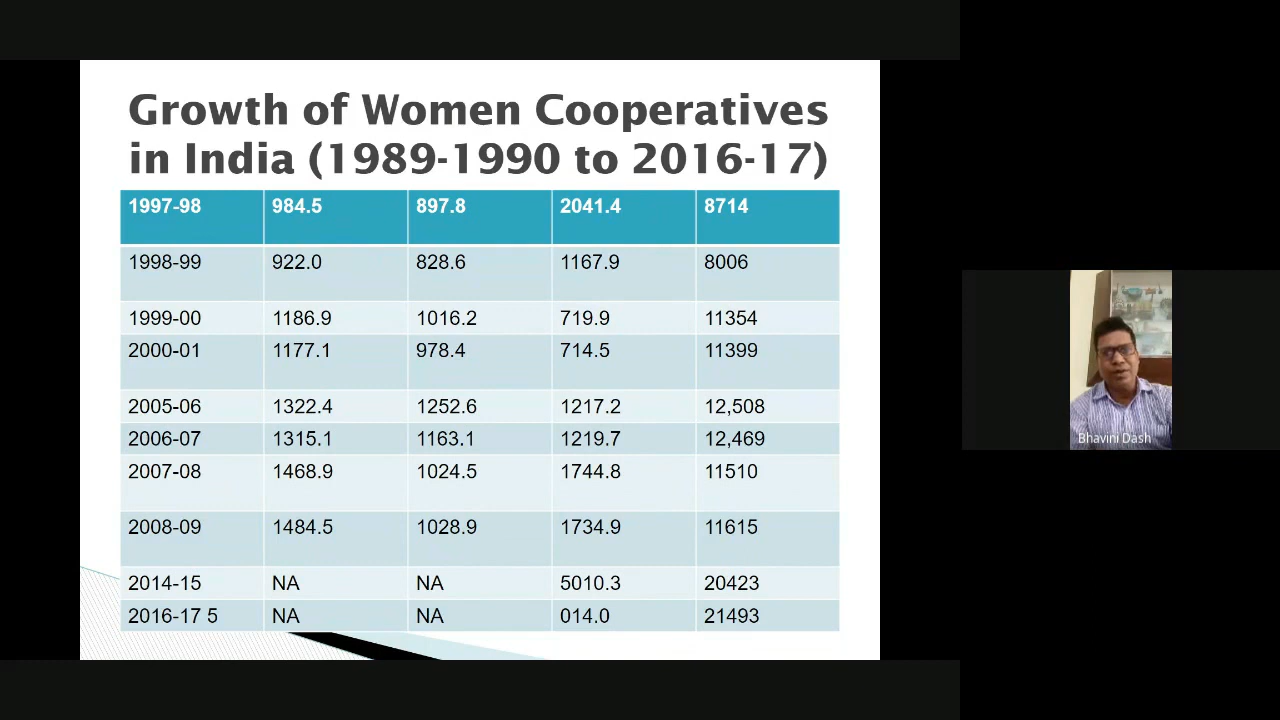 Growth of Women Cooperatives
in India (1989-1990 to 2016-17)
1997-98 984.5 897.8 2041.4 8714
1998-99 922.0 828.6 1167.9 8006
1999-00 1186.9 1016.2 719.9 11354
2000-01 1177.1 978.4 714.5 11399
2005-06 1322.4 1252.6 1217.2 12,508
2006-07 1315.1 1163.1 1219.7 12,469
2007-08 1468.9 1024.5 1744.8 11510
2008-09 1484.5 1028.9 1734.9 11615
2014-15 NA NA 5010.3 20423
2016-17 5 NA NA 014.0 21493
Bhavini Dash